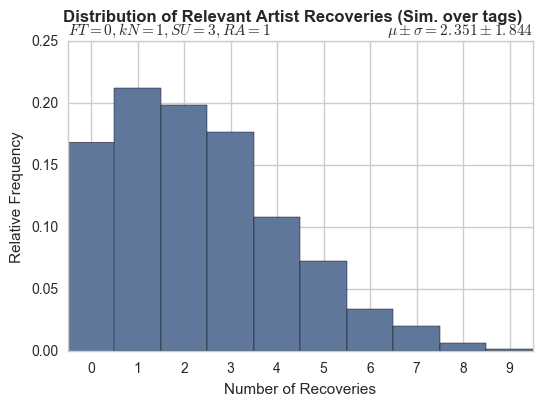 Distribution of Relevant Artist Recoveries (Sim. over tags)
FT = 0, kN = 1, SU = 3, RA = 1 μ ± σ = 2.351 ± 1.844
0.25
0.20
0.15
0.10
0.05
0.00
Relative Frequency
0 1 2 3 4 5 6 7 8 9
Number of Recoveries